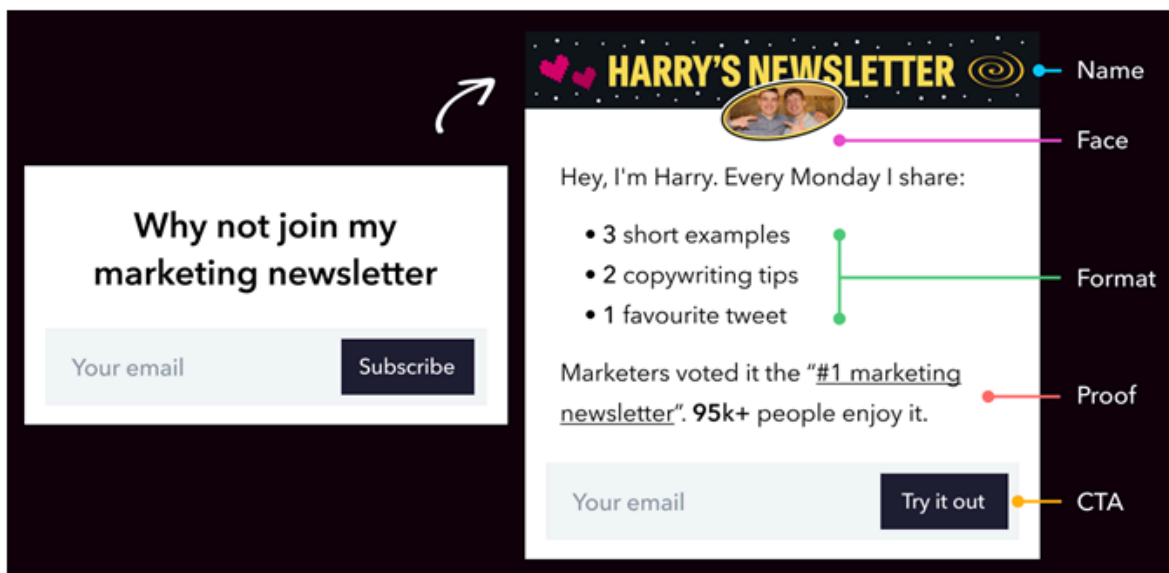 Why not join my
marketing newsletter
Your email
Subscribe
HARRY'S NEWSLETTER
Name
Face
Hey, I'm Harry. Every Monday I share:
• 3 short examples
• 2 copywriting tips
• 1 favourite tweet
Format
Marketers voted it the “#1 marketing
newsletter”. 95k+ people enjoy it.
Proof
Your email
Try it out
CTA